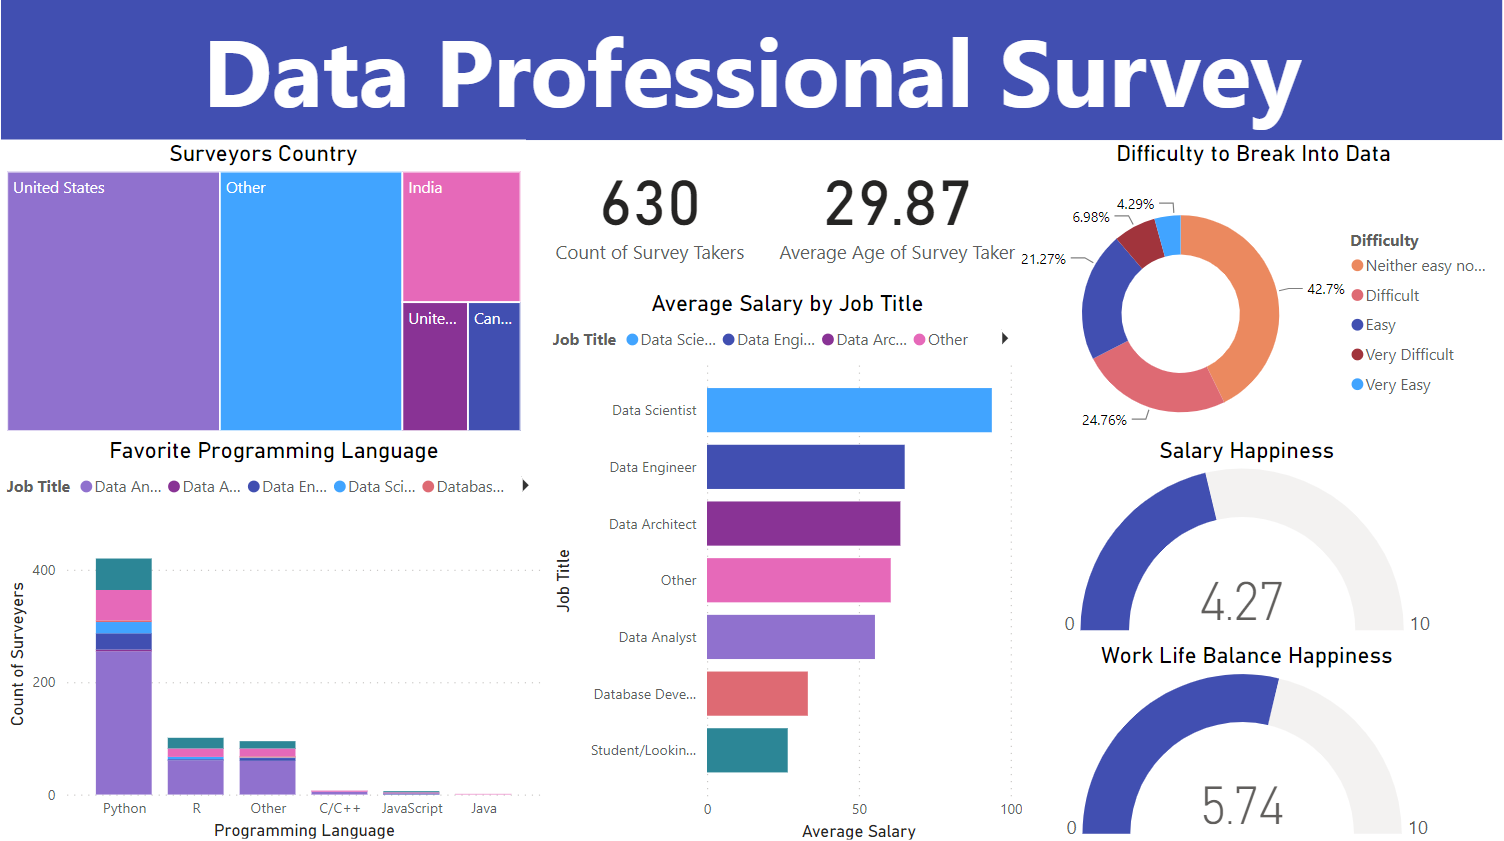 Data Professional Survey
Surveyors Country
United States
Other
India
Unite...
Can...
630
Count of Survey Takers
29.87
Average Age of Survey Taker
Difficulty to Break Into Data
4.29%
6.98%
21.27%
42.7%
24.76%
Difficulty
Neither easy no...
Difficult
Easy
Very Difficult
Very Easy
Favorite Programming Language
Job Title Data An... Data A... Data En... Data Sci... Databas...
Count of Surveyers
400
200
0
Python R Other C/C++ JavaScript Java
Programming Language
Average Salary by Job Title
Job Title Data Scie... Data Engi... Data Arc... Other
Job Title
Data Scientist
Data Engineer
Data Architect
Other
Data Analyst
Database Deve...
Student/Lookin...
0 50 100
Average Salary
Salary Happiness
4.27
0 10
Work Life Balance Happiness
5.74
0 10